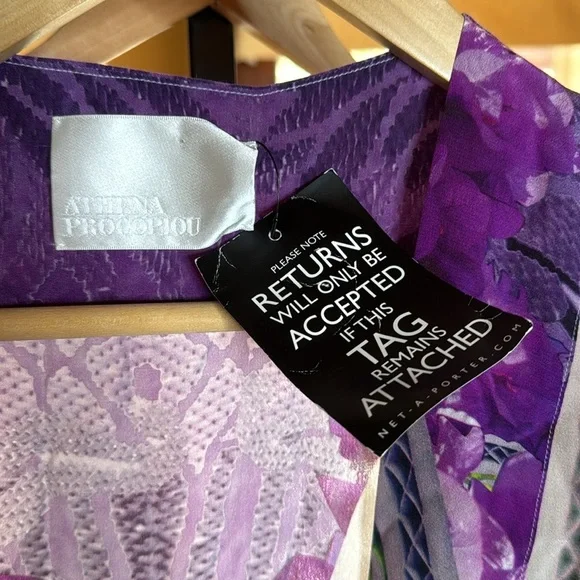 ATHENA
PROCOPIOU
PLEASE NOTE
RETURNS
WILL ONLY BE
ACCEPTED
IF THIS
TAG
REMAINS
ATTACHED
NET-A-PORTER.COM